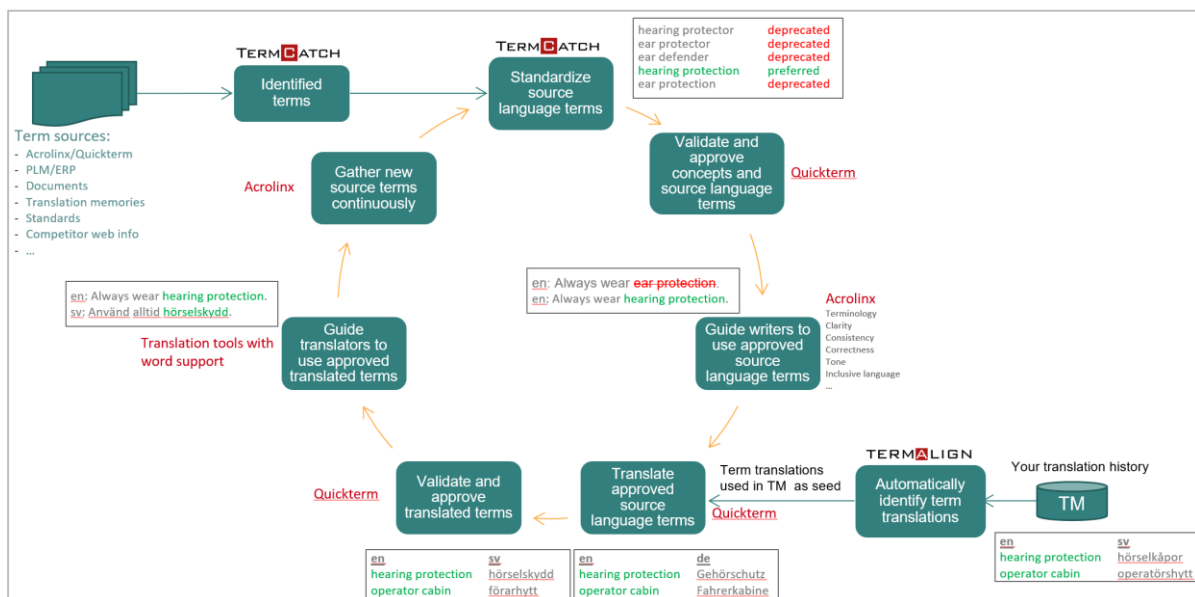 TERMCATCH
Identified
terms
TERMCATCH
Standardize
source
language terms
hearing protector deprecated
ear protector deprecated
ear defender deprecated
hearing protection preferred
ear protection deprecated
Term sources:
- Acrolinx/Quickterm
- PLM/ERP
- Documents
- Translation memories
- Standards
- Competitor web info
- ...
Acrolinx
Gather new
source terms
continuously
Validate and
approve
concepts and
source language
terms
Quickterm
en: Always wear hearing protection.
sv: Använd alltid hörselskydd.
en: Always wear ear protection.
en: Always wear hearing protection.
Translation tools with
word support
Guide
translators to
use approved
translated terms
Guide writers to
use approved
source
language terms
Acrolinx
Terminology
Clarity
Consistency
Correctness
Tone
Inclusive language
...
Quickterm
Validate and
approve
translated terms
Translate
approved
source
language terms
Quickterm
Term translations
used in TM as seed
TERMALIGN
Automatically
identify term
translations
Your translation history
TM
en sv
hearing protection hörselskydd
operator cabin förarhytt
en de
hearing protection Gehörschutz
operator cabin Fahrerkabine
en sv
hearing protection hörselkåpor
operator cabin operatörshytt